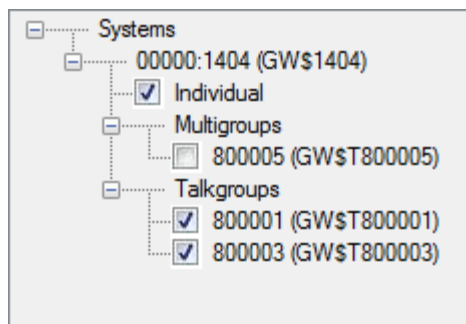 Systems
00000:1404 (GW$1404)
Individual
Multigroups
800005 (GW$T800005)
Talkgroups
800001 (GW$T800001)
800003 (GW$T800003)